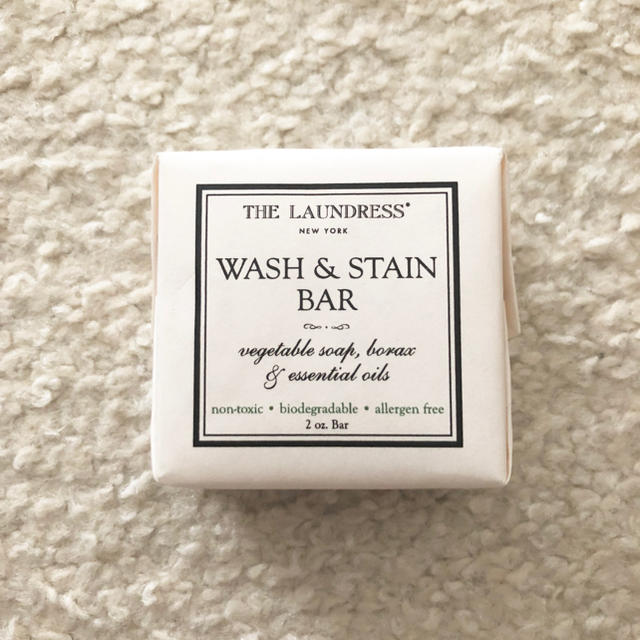 THE LAUNDRESS®
NEW YORK
WASH & STAIN
BAR
vegetable soap, borax
& essential oils
non-toxic • biodegradable • allergen free
2 oz. Bar